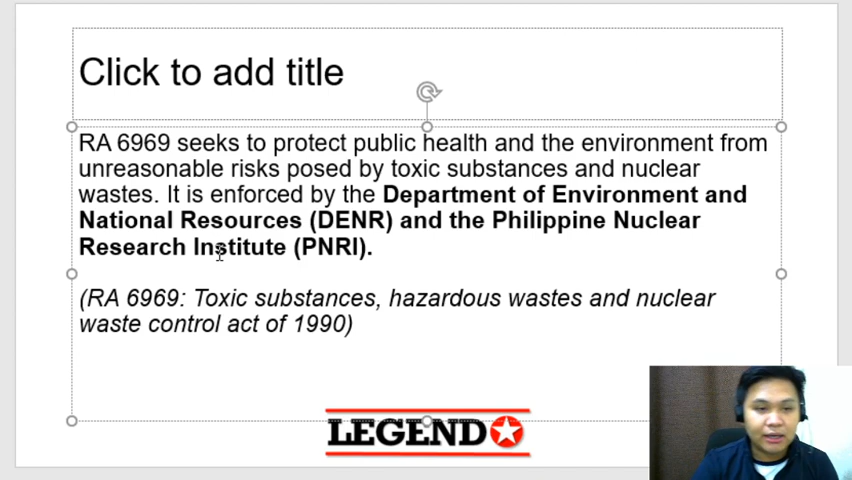 Click to add title
RA 6969 seeks to protect public health and the environment from
unreasonable risks posed by toxic substances and nuclear
wastes. It is enforced by the Department of Environment and
National Resources (DENR) and the Philippine Nuclear
Research Institute (PNRI).
(RA 6969: Toxic substances, hazardous wastes and nuclear
waste control act of 1990)
LEGEND